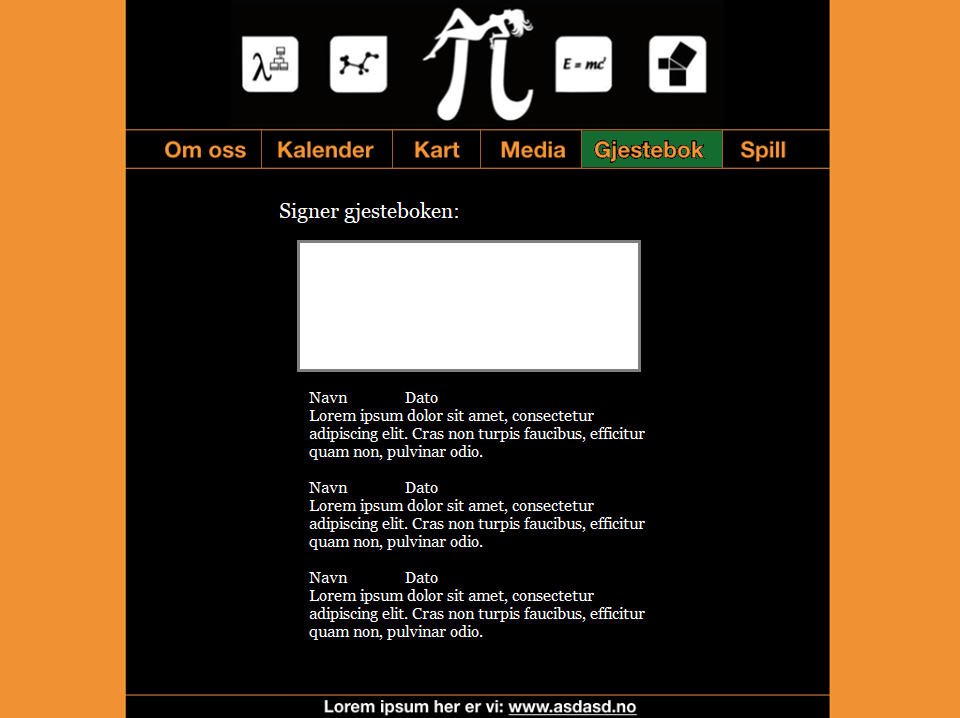 λ
π
E = mc²
Om oss Kalender Kart Media Gjestebok Spill
Signer gjesteboken:
Navn Dato
Lorem ipsum dolor sit amet, consectetur
adipiscing elit. Cras non turpis faucibus, efficitur
quam non, pulvinar odio.
Navn Dato
Lorem ipsum dolor sit amet, consectetur
adipiscing elit. Cras non turpis faucibus, efficitur
quam non, pulvinar odio.
Navn Dato
Lorem ipsum dolor sit amet, consectetur
adipiscing elit. Cras non turpis faucibus, efficitur
quam non, pulvinar odio.
Lorem ipsum her er vi: www.asdasd.no